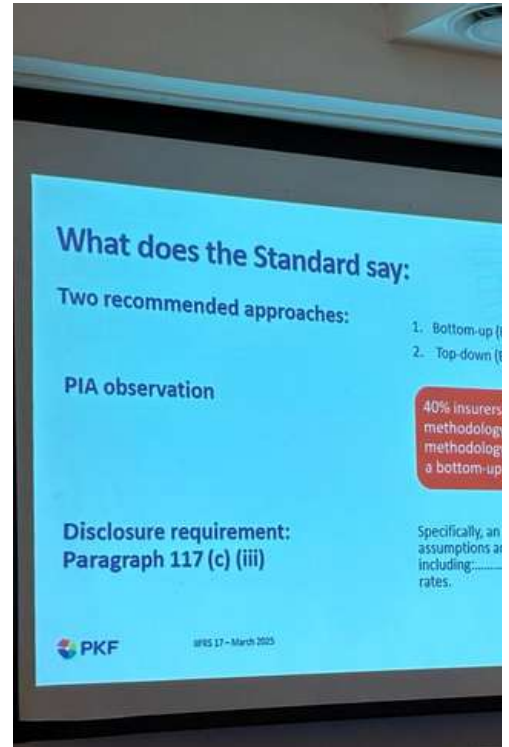 What does the Standard say:
Two recommended approaches:
1. Bottom-up (
2. Top-down (
PIA observation
40% insurers
methodology
methodology
a bottom-up
Disclosure requirement:
Paragraph 117 (c) (iii)
Specifically, an
assumptions
including:.........
rates.
PKF
IFRS 17 – March 2025